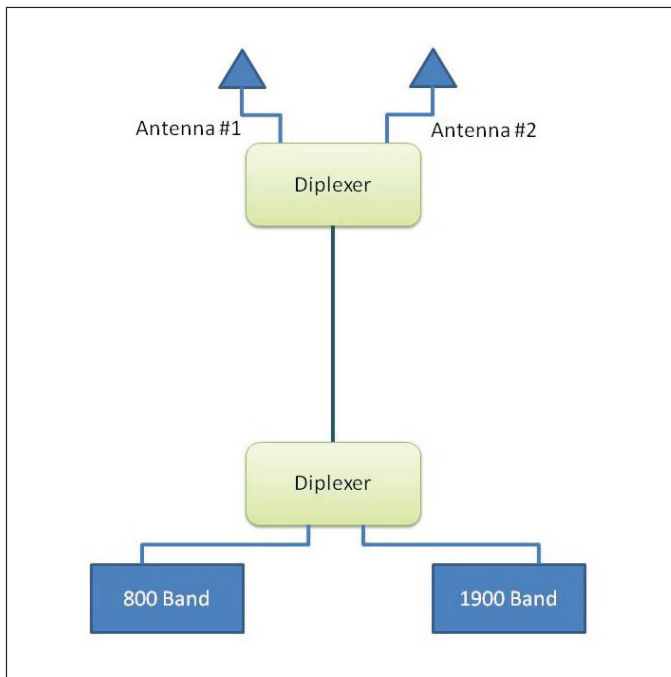 Antenna #1
Antenna #2
Diplexer
Diplexer
800 Band
1900 Band